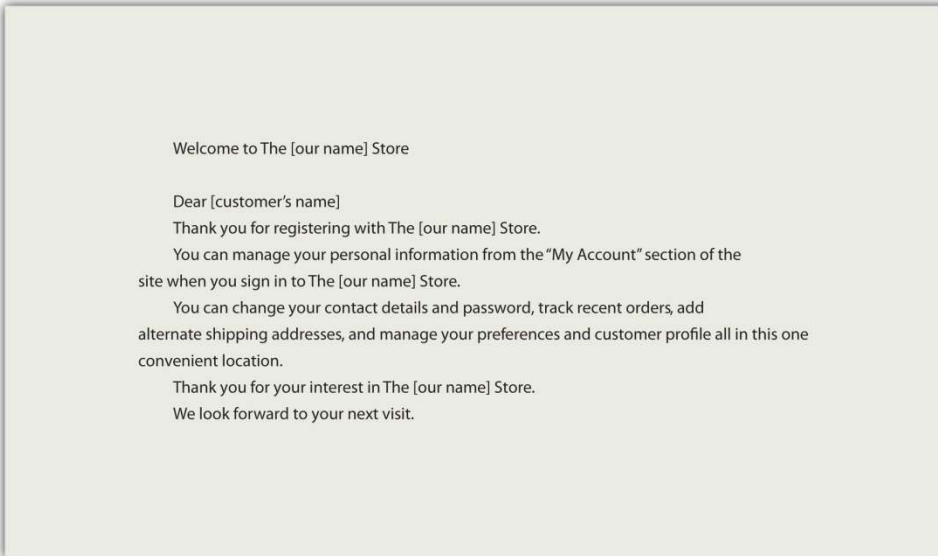 Welcome to The [our name] Store
Dear [customer’s name]
Thank you for registering with The [our name] Store.
You can manage your personal information from the “My Account” section of the
site when you sign in to The [our name] Store.
You can change your contact details and password, track recent orders, add
alternate shipping addresses, and manage your preferences and customer profile all in this one
convenient location.
Thank you for your interest in The [our name] Store.
We look forward to your next visit.